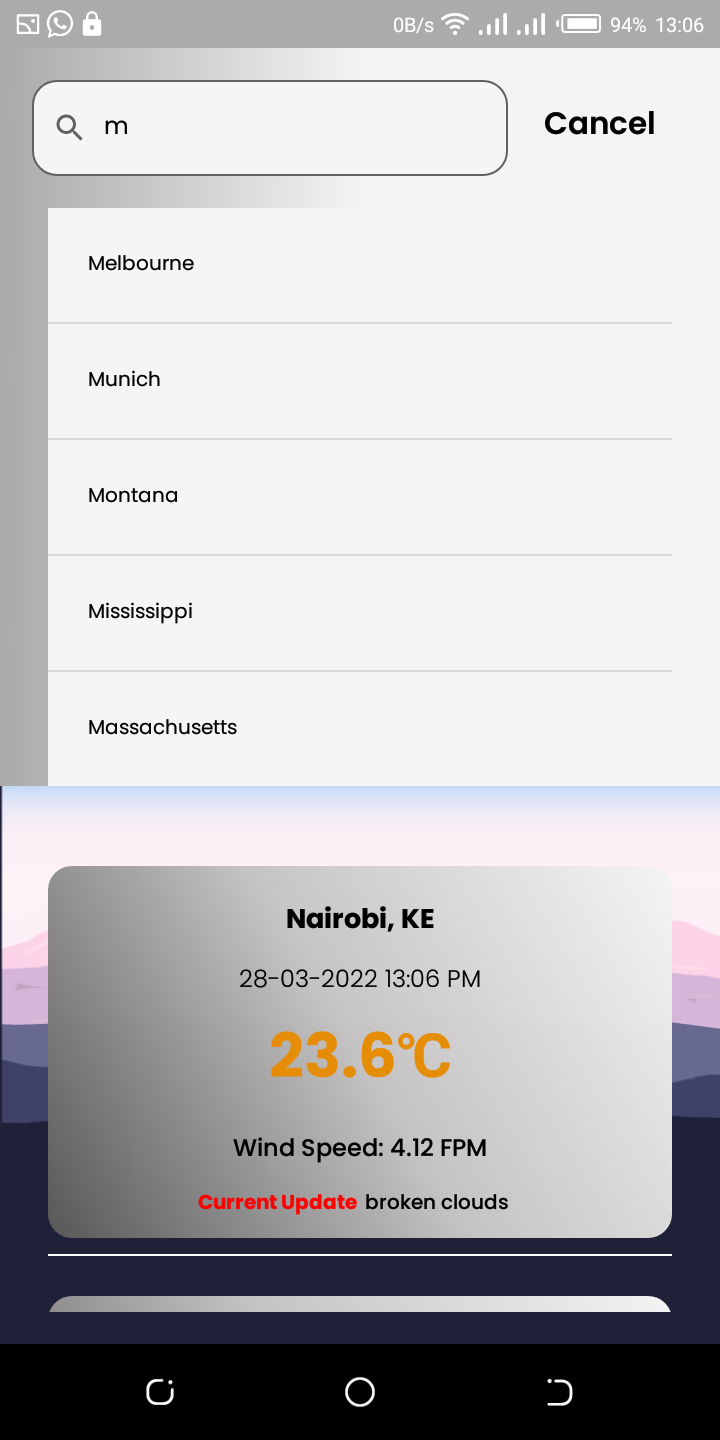 0B/s 94% 13:06
m
Cancel
Melbourne
Munich
Montana
Mississippi
Massachusetts
Nairobi, KE
28-03-2022 13:06 PM
23.6°C
Wind Speed: 4.12 FPM
Current Update broken clouds